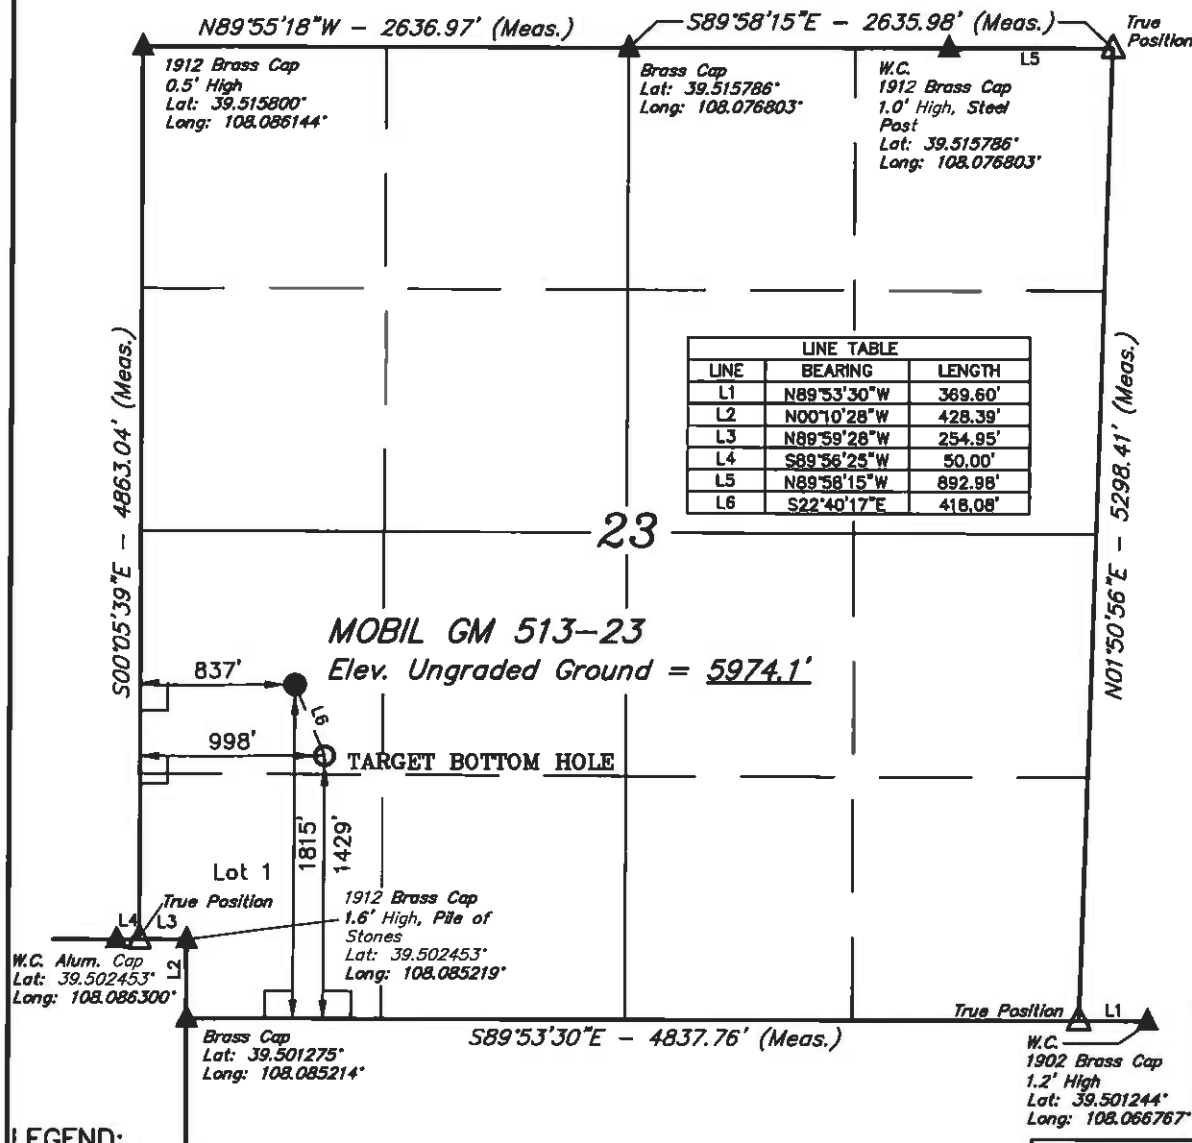 N89°55'18"W - 2636.97' (Meas.)
S89°58'15"E - 2635.98' (Meas.)
True
Position
1912 Brass Cap
0.5' High
Lat: 39.515800°
Long: 108.086144°
Brass Cap
Lat: 39.515786°
Long: 108.076803°
W.C.
1912 Brass Cap
1.0' High, Steel
Post
Lat: 39.515786°
Long: 108.076803°
L5
S00°05'39"E - 4863.04' (Meas.)
LINE TABLE
LINE BEARING LENGTH
L1 N89°53'30"W 369.60'
L2 N00°10'28"W 428.39'
L3 N89°59'28"W 254.95'
L4 S89°56'25"W 50.00'
L5 N89°58'15"W 892.98'
L6 S22°40'17"E 418.08'
N01°50'56"E - 5298.41' (Meas.)
23
MOBIL GM 513-23
Elev. Ungraded Ground = 5974.1'
837'
L6
998'
TARGET BOTTOM HOLE
1815'
1429'
Lot 1
True Position
L4 L3
L2
1912 Brass Cap
1.6' High, Pile of
Stones
Lat: 39.502453°
Long: 108.085219°
W.C. Alum. Cap
Lat: 39.502453°
Long: 108.086300°
Brass Cap
Lat: 39.501275°
Long: 108.085214°
S89°53'30"E - 4837.76' (Meas.)
True Position
L1
W.C.
1902 Brass Cap
1.2' High
Lat: 39.501244°
Long: 108.066767°
LEGEND: